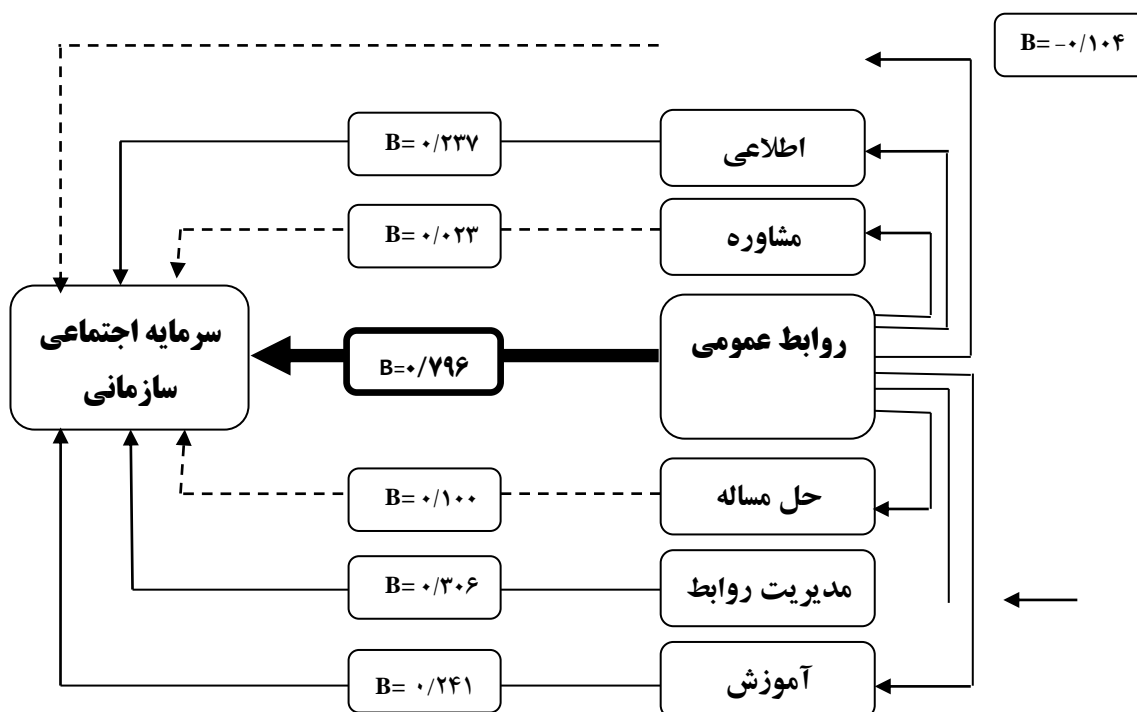 B= -۰/۱۰۴
اطلاعی
B= ۰/۲۳۷
مشاوره
B= ۰/۰۲۳
روابط عمومی
B=۰/۷۹۶
سرمایه اجتماعی
سازمانی
حل مساله
B= ۰/۱۰۰
مدیریت روابط
B= ۰/۳۰۶
آموزش
B= ۰/۲۴۱